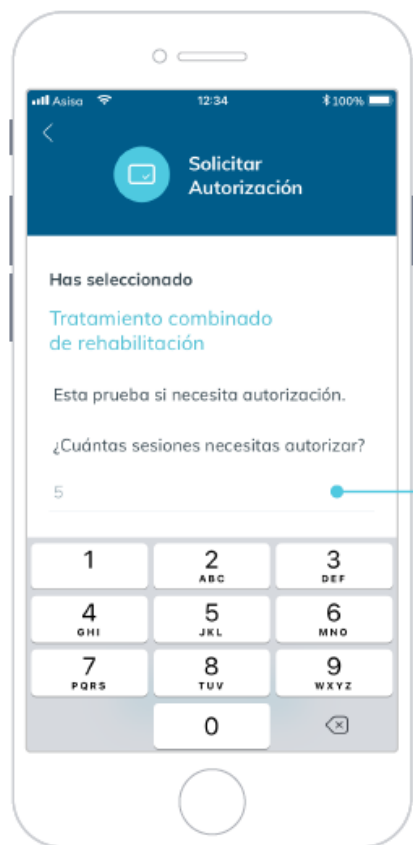 Asisa 12:34 100%
Solicitar
Autorización
Has seleccionado
Tratamiento combinado
de rehabilitación
Esta prueba si necesita autorización.
¿Cuántas sesiones necesitas autorizar?
5
1 2 3
ABC DEF
4 5 6
GHI JKL MNO
7 8 9
PQRS TUV WXYZ
0